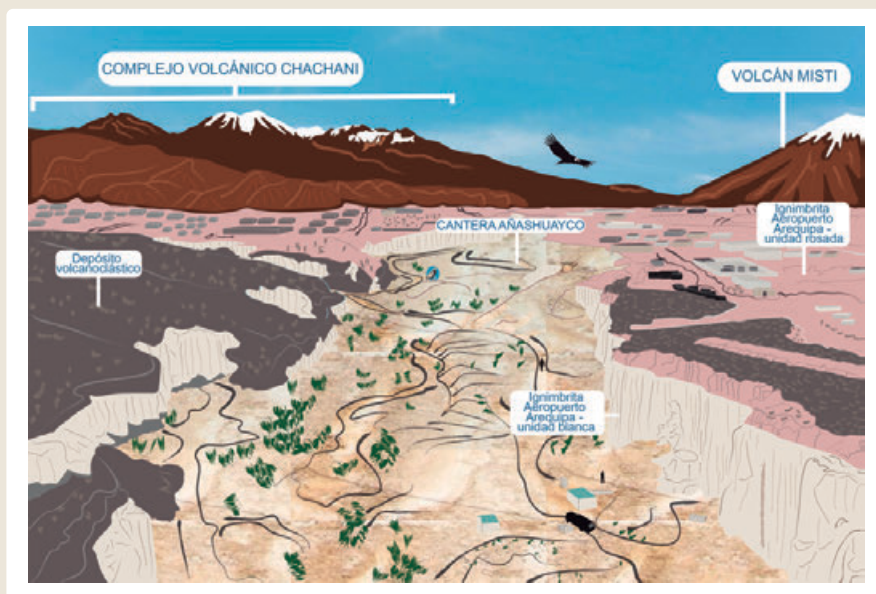 COMPLEJO VOLCÁNICO CHACHANI
VOLCÁN MISTI
CANTERA AÑASHUAYCO
Ignimbrita
Aeropuerto
Arequipa -
unidad rosada
Depósito
volcanoclástico
Ignimbrita
Aeropuerto
Arequipa -
unidad blanca